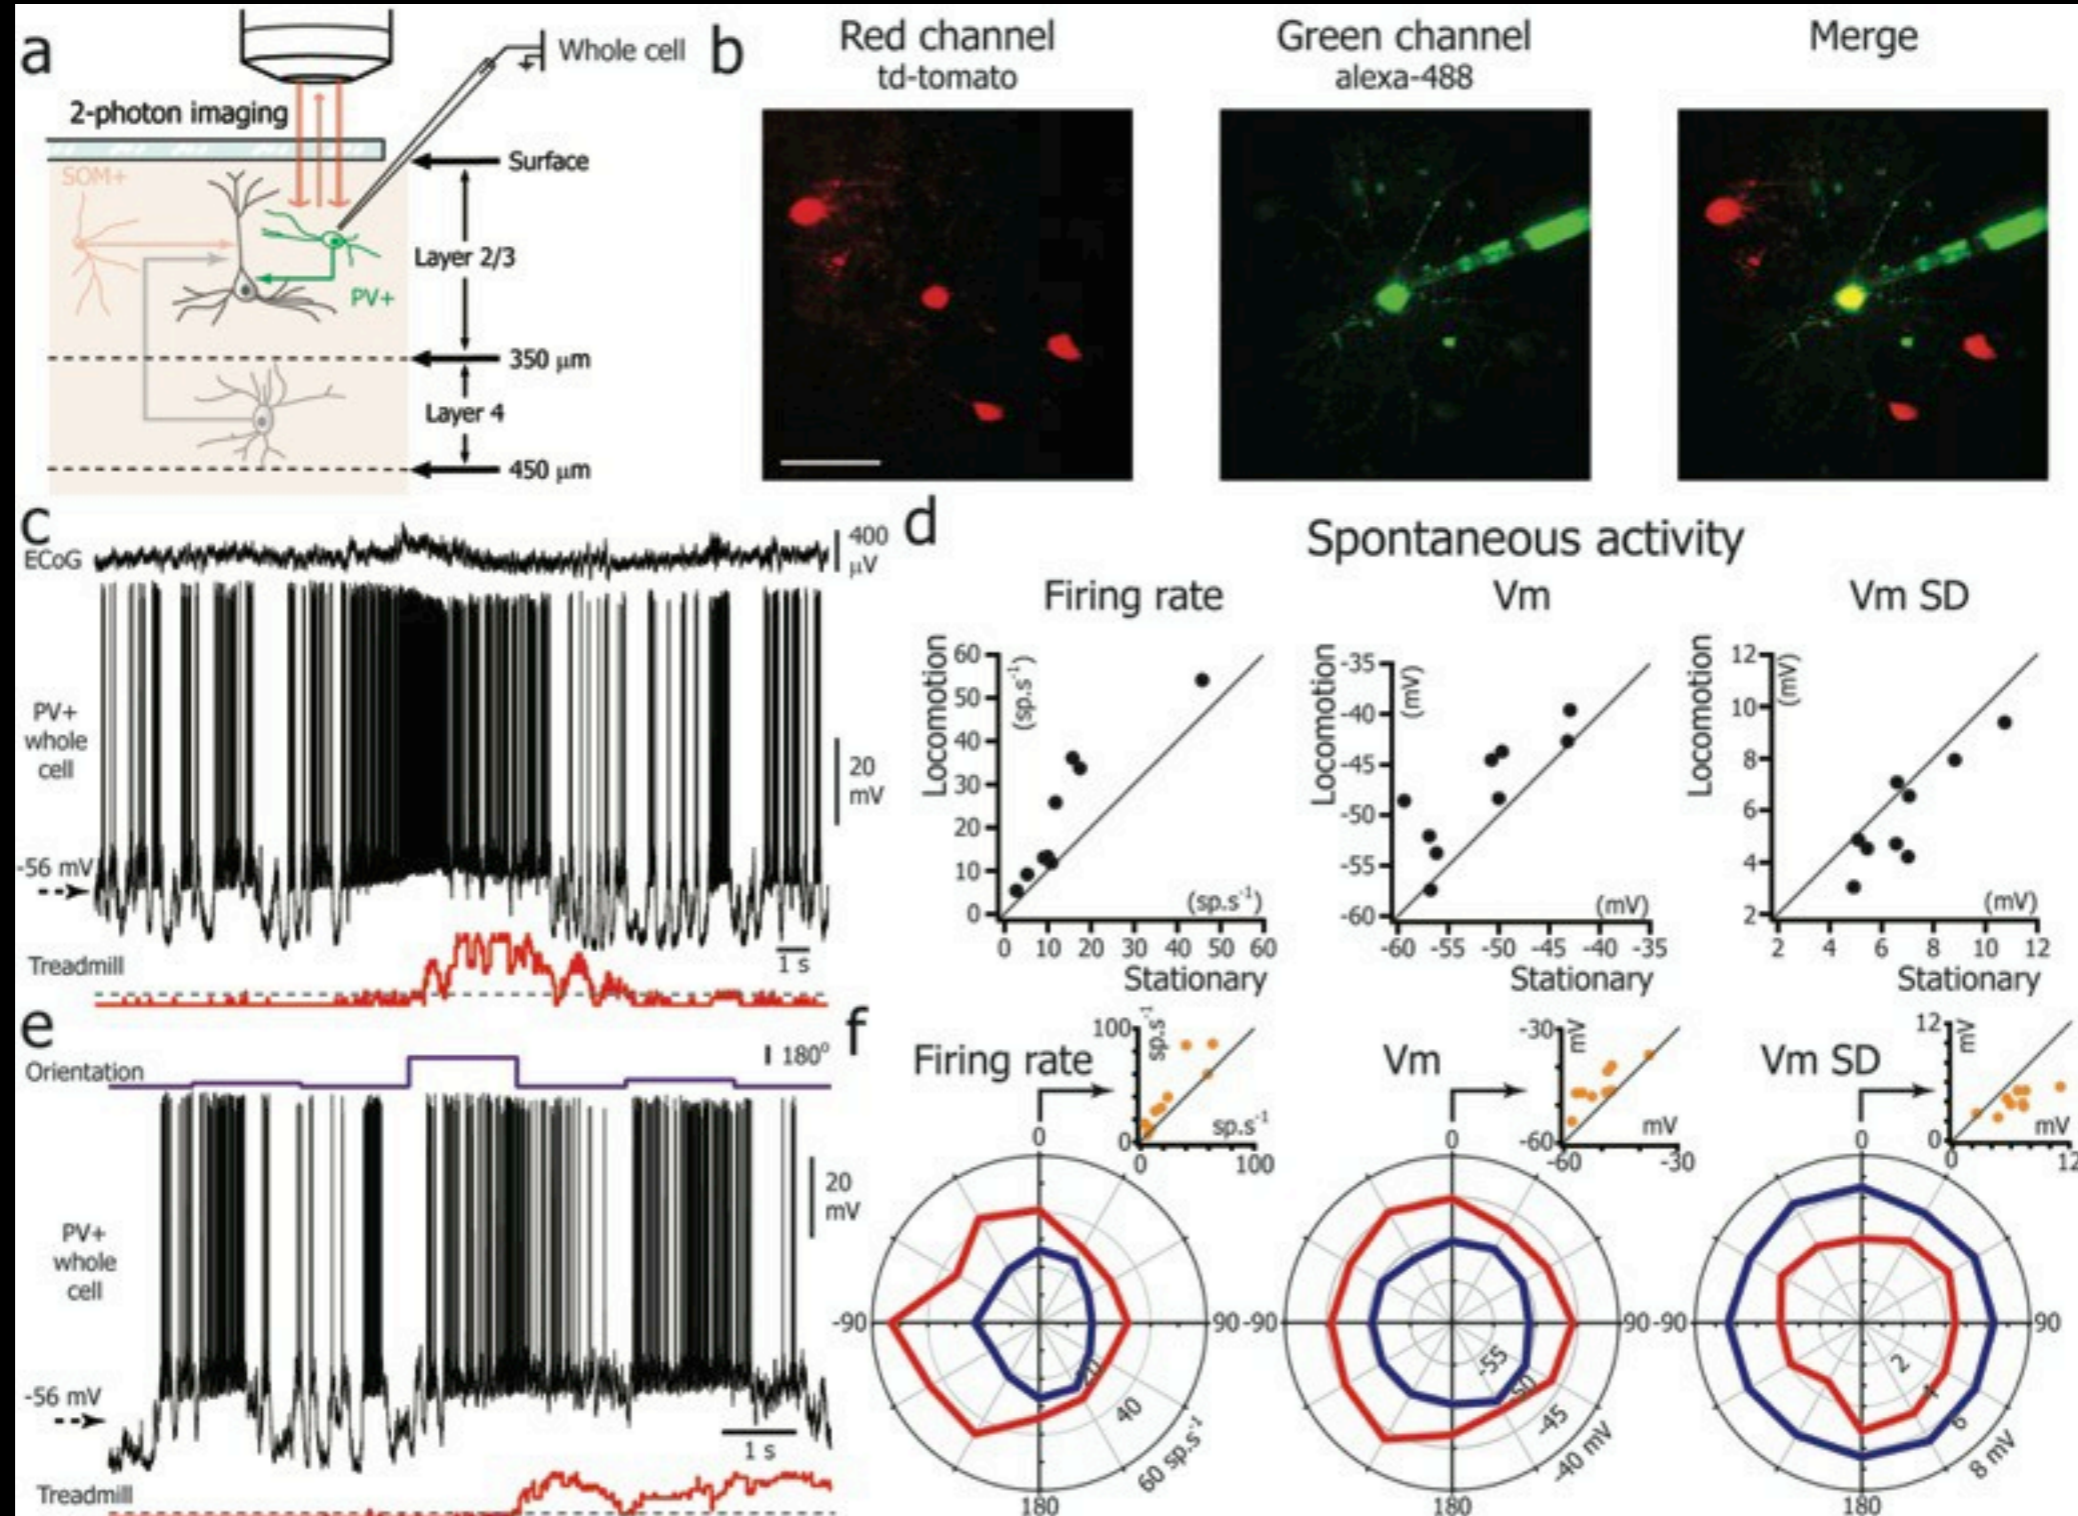 a
Whole cell
2-photon imaging
Surface
SOM+
Layer 2/3
PV+
350 μm
Layer 4
450 μm
b
Red channel
td-tomato
Green channel
alexa-488
Merge
c
ECoG
400
μV
PV+
whole
cell
20
mV
-56 mV
1 s
Treadmill
d
Spontaneous activity
Firing rate
Locomotion
(sp.s⁻¹)
60
50
40
30
20
10
0
(sp.s⁻¹)
0 10 20 30 40 50 60
Stationary
Vm
Locomotion
(mV)
-35
-40
-45
-50
-55
-60
(mV)
-60 -55 -50 -45 -40 -35
Stationary
Vm SD
Locomotion
(mV)
12
10
8
6
4
2
(mV)
2 4 6 8 10 12
Stationary
e
Orientation
180°
PV+
whole
cell
20
mV
-56 mV
1 s
Treadmill
f
Firing rate
100
sp.s⁻¹
0
sp.s⁻¹
0 100
0
-90
90
20
40
60 sp.s⁻¹
180
Vm
-30
mV
-60
mV
-60 -30
0
-90
90
-55
-50
-45
-40 mV
180
Vm SD
12
mV
0
mV
0 12
0
-90
90
2
4
6
8 mV
180